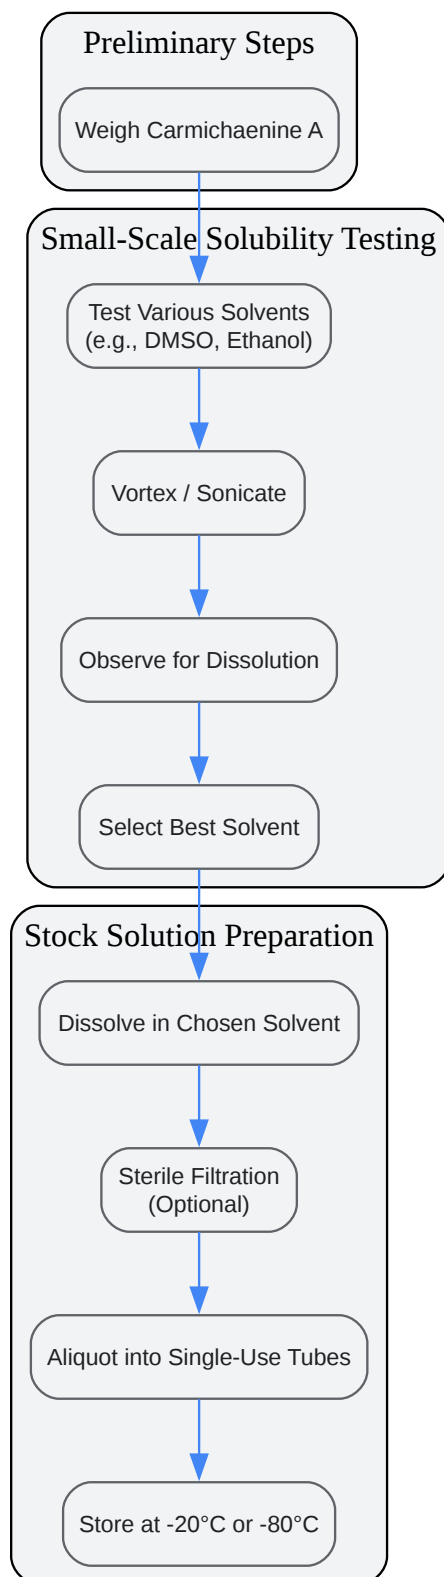 Preliminary Steps
Weigh Carmichaenine A
Small-Scale Solubility Testing
Test Various Solvents
(e.g., DMSO, Ethanol)
Vortex / Sonicate
Observe for Dissolution
Select Best Solvent
Stock Solution Preparation
Dissolve in Chosen Solvent
Sterile Filtration
(Optional)
Aliquot into Single-Use Tubes
Store at -20°C or -80°C